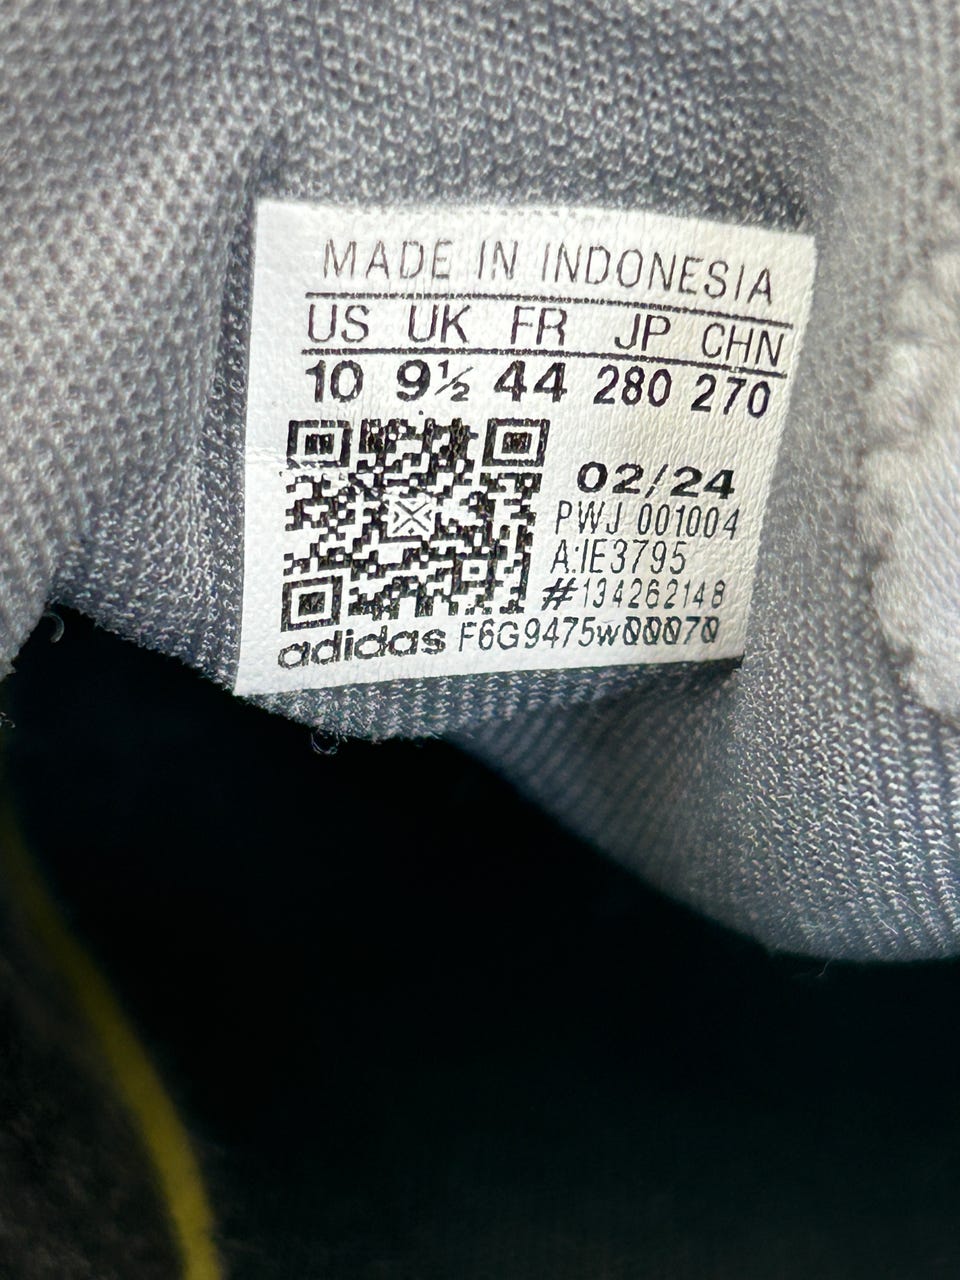 MADE IN INDONESIA
US UK FR JP CHN
10 9½ 44 280 270
02/24
PWJ 001004
A:IE3795
#134262148
adidas F6G9475w00070